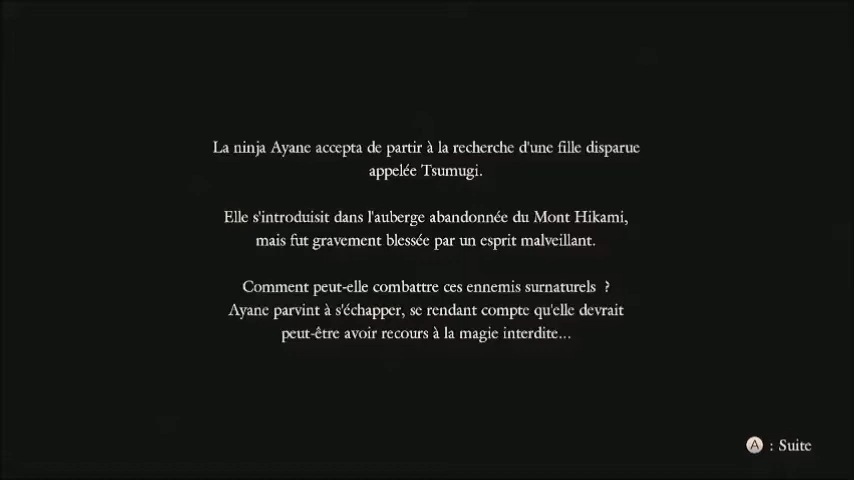 La ninja Ayane accepta de partir à la recherche d'une fille disparue
appelée Tsumugi.
Elle s'introduisit dans l'auberge abandonnée du Mont Hikami,
mais fut gravement blessée par un esprit malveillant.
Comment peut-elle combattre ces ennemis surnaturels  ?
Ayane parvint à s'échapper, se rendant compte qu'elle devrait
peut-être avoir recours à la magie interdite...
A : Suite